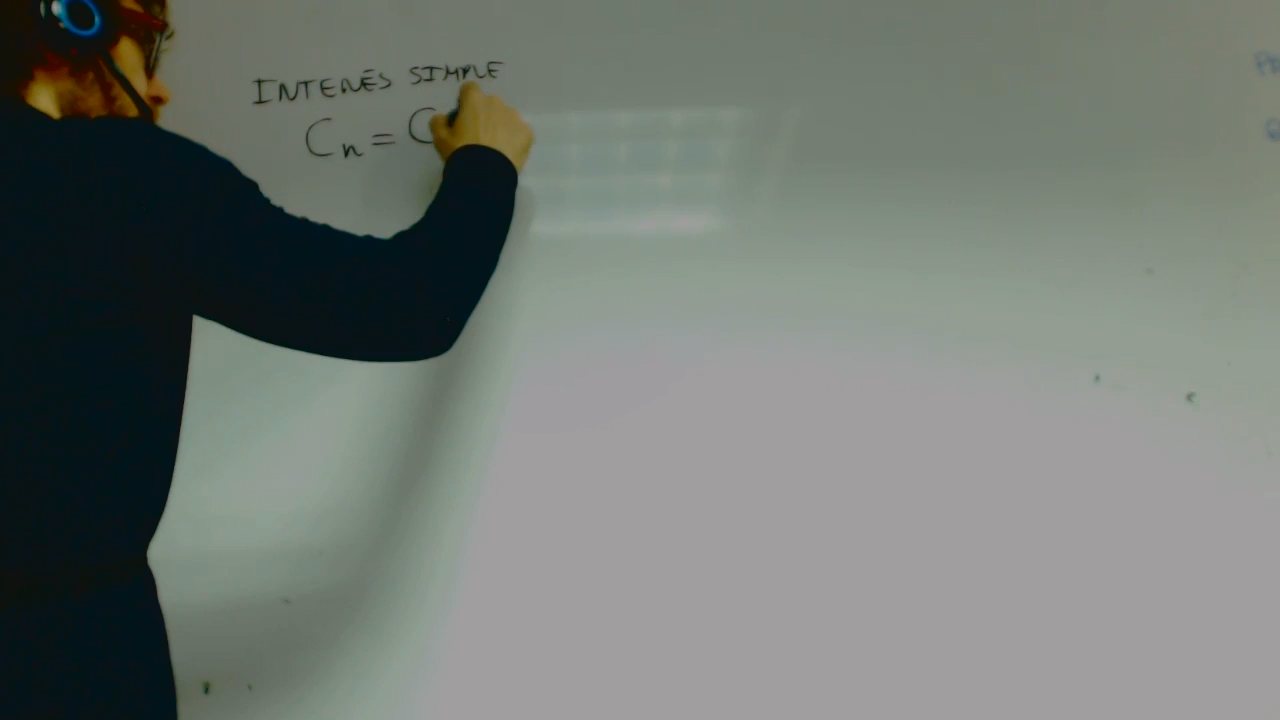 INTERÉS SIMPLE
Cn = C